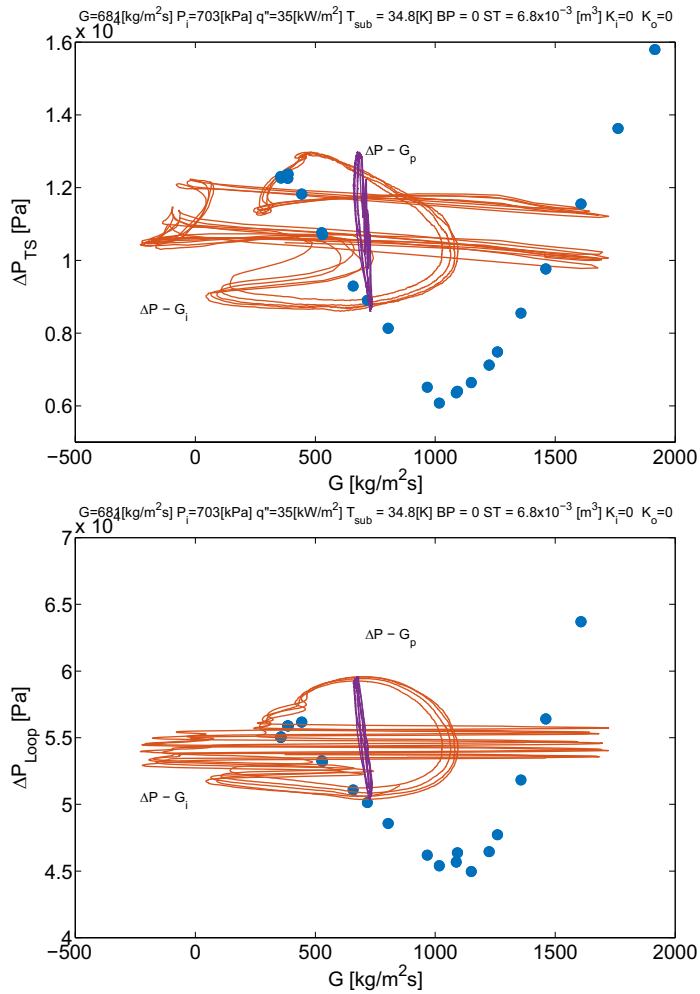 G=681[kg/m²s] P_i=703[kPa] q"=35[kW/m²] T_sub = 34.8[K] BP = 0 ST = 6.8x10⁻³ [m³] K_i=0 K_o=0
x 10⁴
1.6
1.4
1.2
1
0.8
0.6
ΔP_TS [Pa]
ΔP − G_p
ΔP − G_i
−500 0 500 1000 1500 2000
G [kg/m²s]
G=681[kg/m²s] P_i=703[kPa] q"=35[kW/m²] T_sub = 34.8[K] BP = 0 ST = 6.8x10⁻³ [m³] K_i=0 K_o=0
x 10⁴
7
6.5
6
5.5
5
4.5
4
ΔP_Loop [Pa]
ΔP − G_p
ΔP − G_i
−500 0 500 1000 1500 2000
G [kg/m²s]